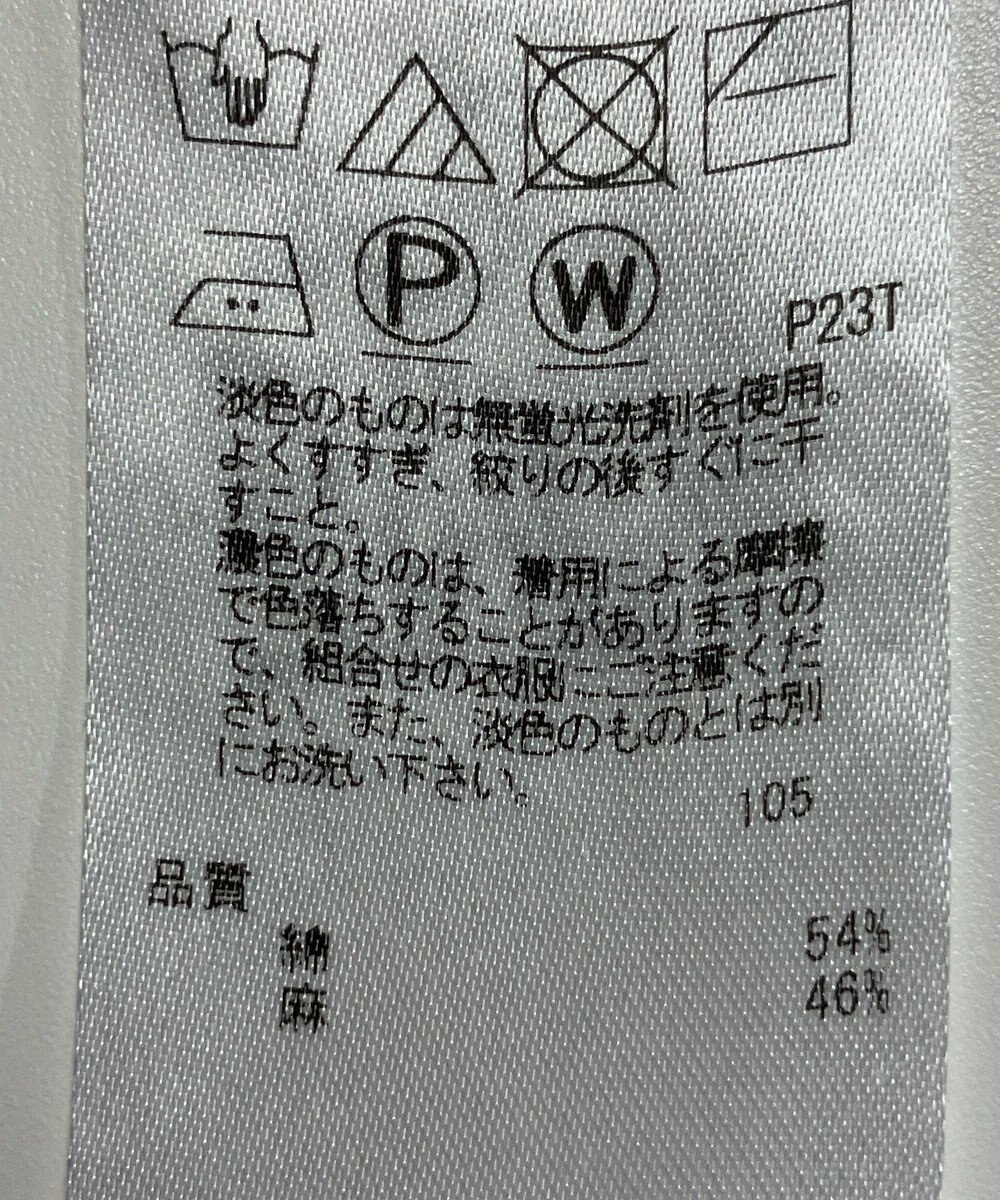 P W
P23T
淡色のものは無蛍光洗剤を使用。
よくすすぎ、絞りの後すぐに干
すこと。
濃色のものは、着用による摩擦
で色落ちすることがありますの
で、組合せの衣服にご注意くだ
さい。また、淡色のものとは別
にお洗い下さい。
105
品質
綿 54%
麻 46%